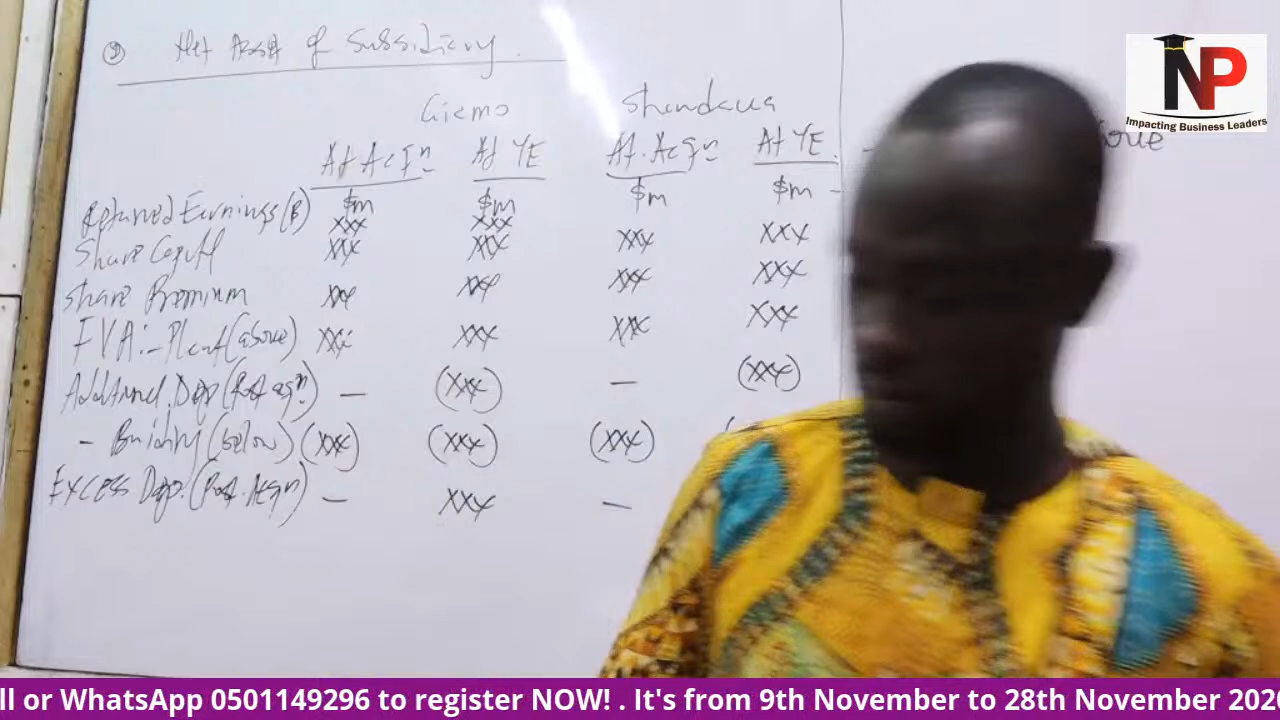 ② Net Asset of Subsidiary.
Gizmo Shandaua
At Acqn At YE At. Acqn At YE.
$m $m $m $m
Retained Earnings (B) xxx xxx xxx xxx
Share Capital xxx xxx xxx xxx
Share Premium xxx xxx xxx xxx
FVA:- Plant (above) xxx xxx
Additional Dep (Post acqn) - (xxx) - (xxx)
- Building (below) (xxx) (xxx) (xxx)
Excess Dep. (Post. Acqn) - xxx -
NP
Impacting Business Leaders
ll or WhatsApp 0501149296 to register NOW! . It's from 9th November to 28th November 2020